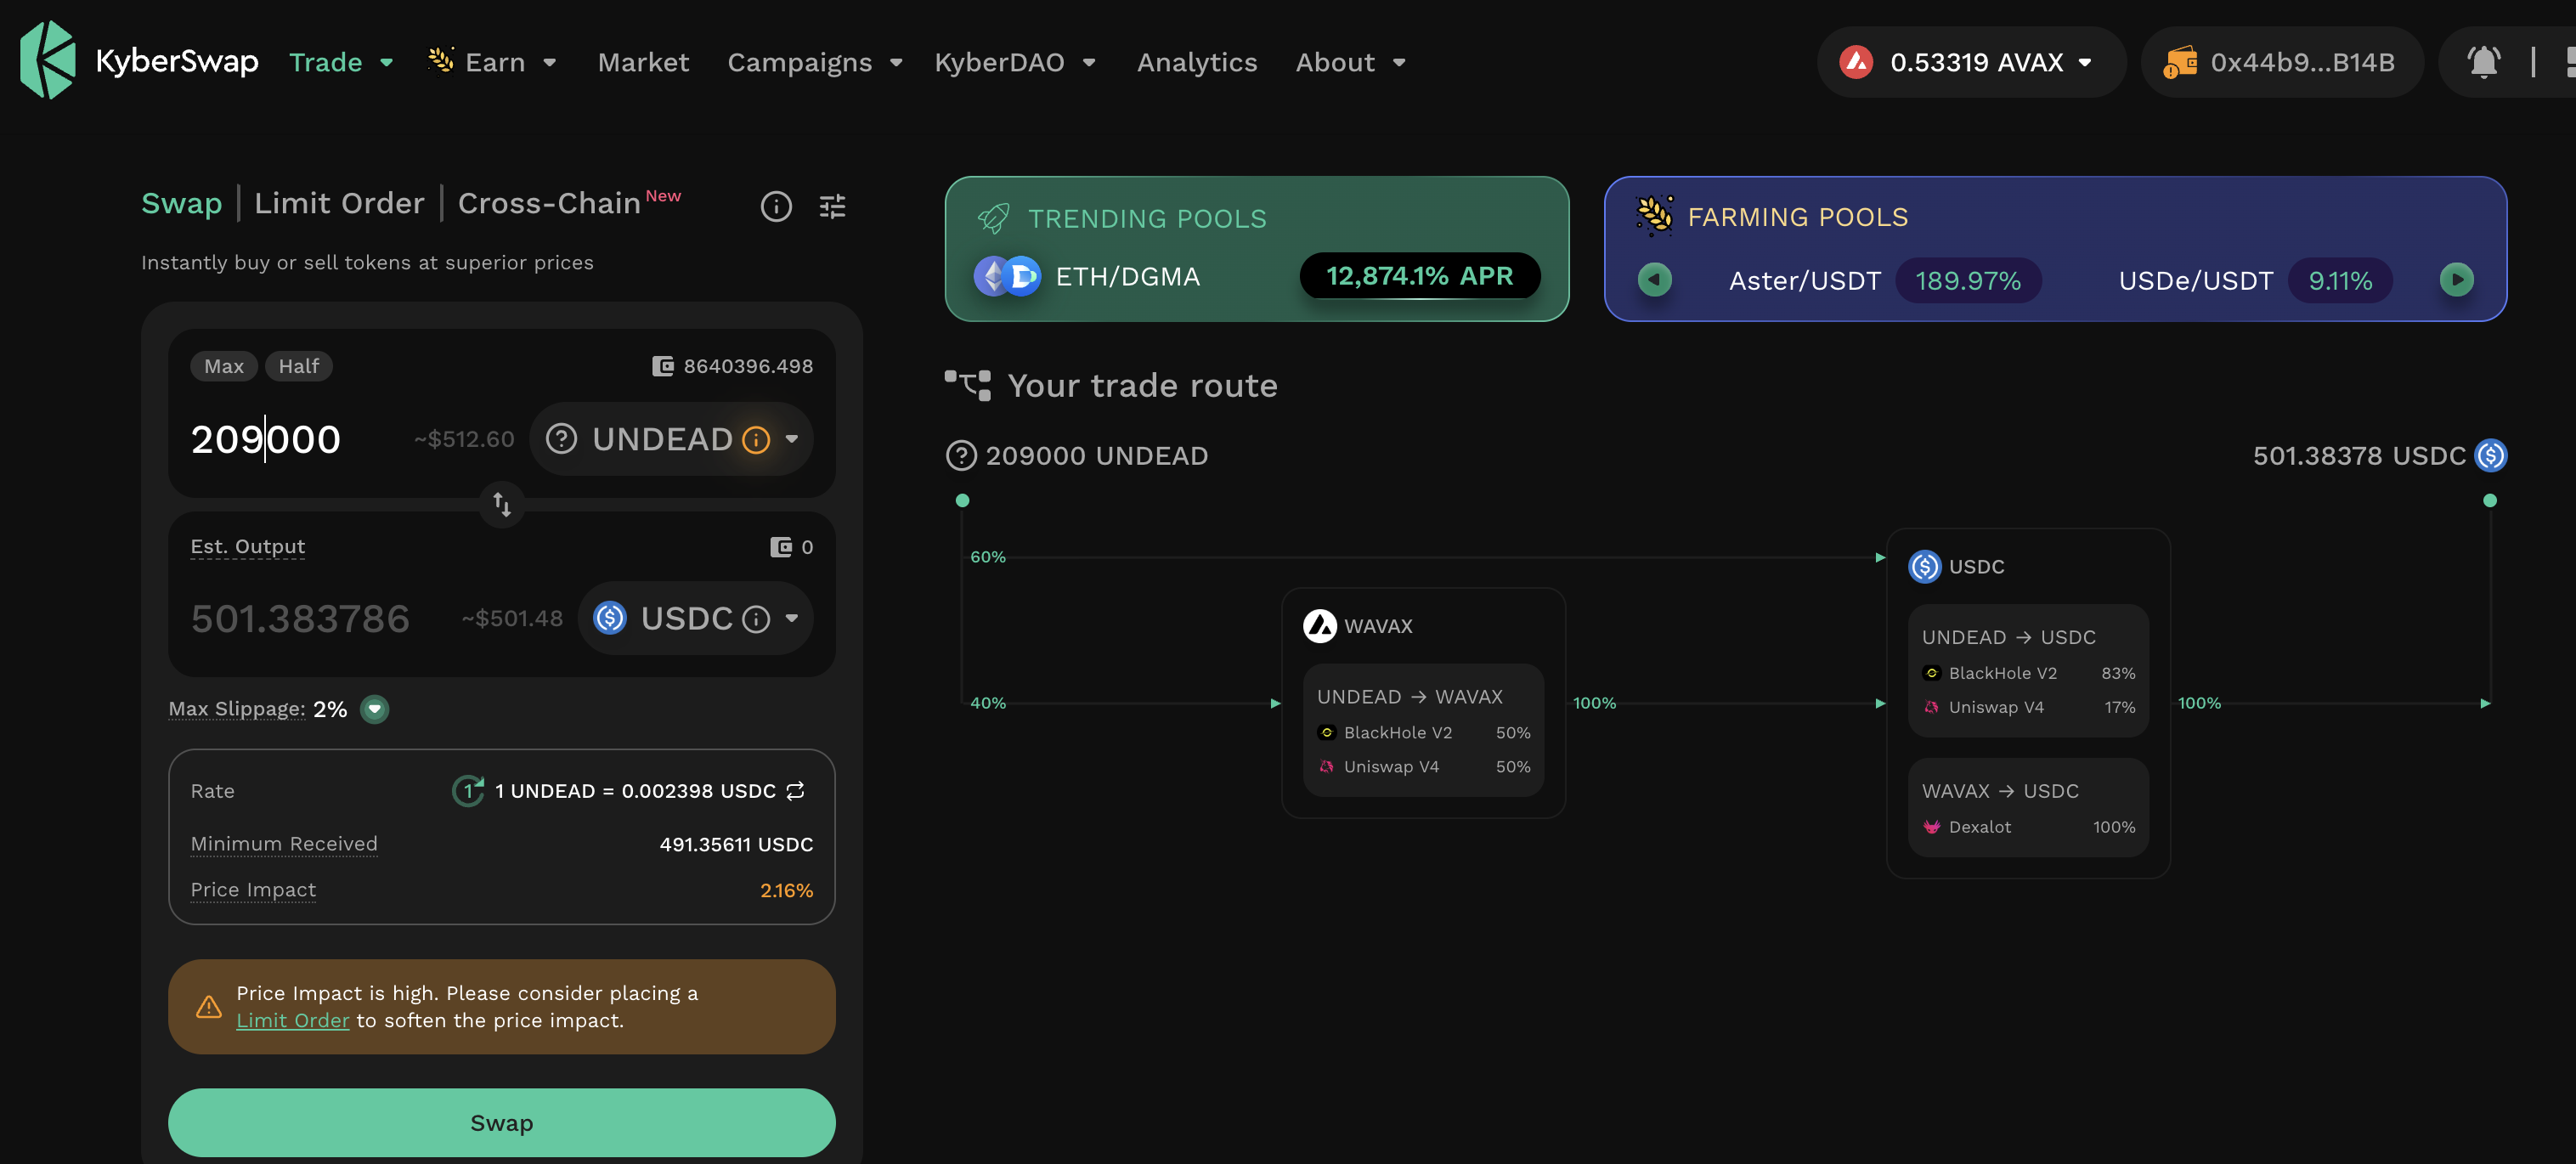 KyberSwap Trade Earn Market Campaigns KyberDAO Analytics About 0.53319 AVAX 0x44b9...B14B
Swap | Limit Order | Cross-Chain New
Instantly buy or sell tokens at superior prices
Max Half 8640396.498
209000 ~$512.60 UNDEAD
Est. Output 0
501.383786 ~$501.48 USDC
Max Slippage: 2%
Rate 1 1 UNDEAD = 0.002398 USDC
Minimum Received 491.35611 USDC
Price Impact 2.16%
Price Impact is high. Please consider placing a
Limit Order to soften the price impact.
Swap
TRENDING POOLS
ETH/DGMA 12,874.1% APR
FARMING POOLS
Aster/USDT 189.97% USDe/USDT 9.11%
Your trade route
209000 UNDEAD 501.38378 USDC
60%
40%
WAVAX
UNDEAD → WAVAX
BlackHole V2 50%
Uniswap V4 50%
100%
USDC
UNDEAD → USDC
BlackHole V2 83%
Uniswap V4 17%
WAVAX → USDC
Dexalot 100%
100%